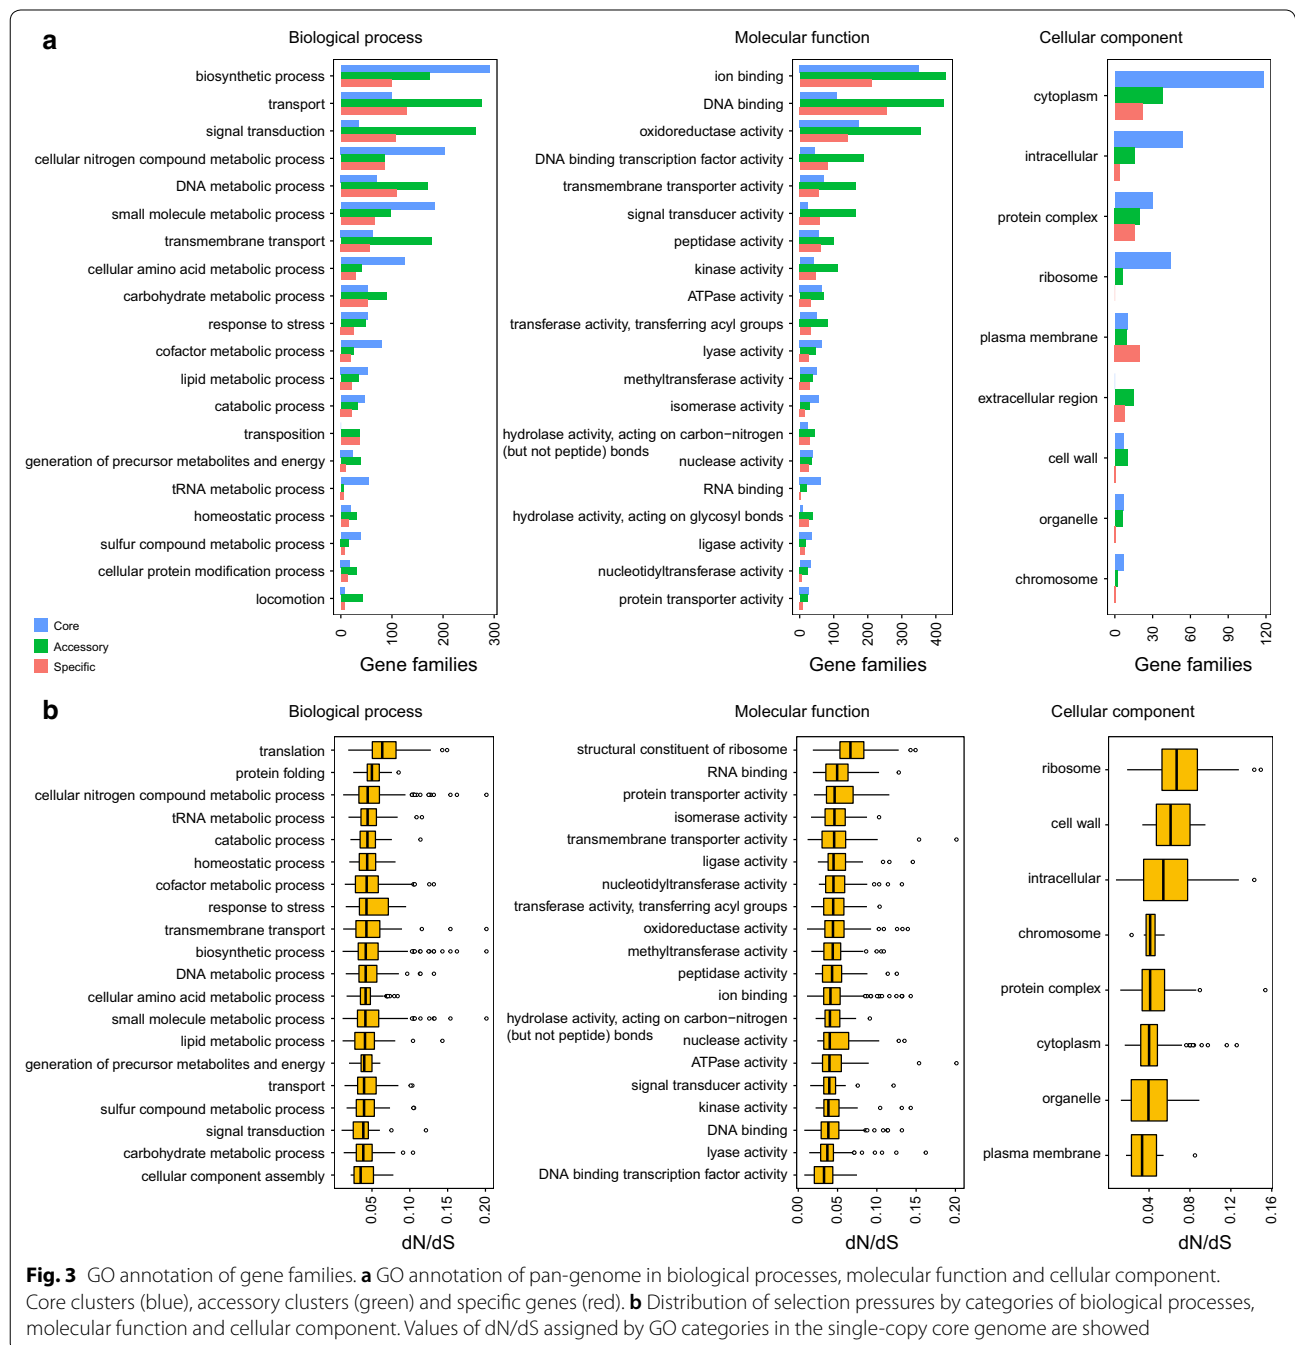 a
Biological process
Molecular function
Cellular component
biosynthetic process
transport
signal transduction
cellular nitrogen compound metabolic process
DNA metabolic process
small molecule metabolic process
transmembrane transport
cellular amino acid metabolic process
carbohydrate metabolic process
response to stress
cofactor metabolic process
lipid metabolic process
catabolic process
transposition
generation of precursor metabolites and energy
tRNA metabolic process
homeostatic process
sulfur compound metabolic process
cellular protein modification process
locomotion
0 100 200 300
Gene families
Core
Accessory
Specific
ion binding
DNA binding
oxidoreductase activity
DNA binding transcription factor activity
transmembrane transporter activity
signal transducer activity
peptidase activity
kinase activity
ATPase activity
transferase activity, transferring acyl groups
lyase activity
methyltransferase activity
isomerase activity
hydrolase activity, acting on carbon−nitrogen
(but not peptide) bonds
nuclease activity
RNA binding
hydrolase activity, acting on glycosyl bonds
ligase activity
nucleotidyltransferase activity
protein transporter activity
0 100 200 300 400
Gene families
cytoplasm
intracellular
protein complex
ribosome
plasma membrane
extracellular region
cell wall
organelle
chromosome
0 30 60 90 120
Gene families
b
Biological process
Molecular function
Cellular component
translation
protein folding
cellular nitrogen compound metabolic process
tRNA metabolic process
catabolic process
homeostatic process
cofactor metabolic process
response to stress
transmembrane transport
biosynthetic process
DNA metabolic process
cellular amino acid metabolic process
small molecule metabolic process
lipid metabolic process
generation of precursor metabolites and energy
transport
sulfur compound metabolic process
signal transduction
carbohydrate metabolic process
cellular component assembly
0.05 0.10 0.15 0.20
dN/dS
structural constituent of ribosome
RNA binding
protein transporter activity
isomerase activity
transmembrane transporter activity
ligase activity
nucleotidyltransferase activity
transferase activity, transferring acyl groups
oxidoreductase activity
methyltransferase activity
peptidase activity
ion binding
hydrolase activity, acting on carbon−nitrogen
(but not peptide) bonds
nuclease activity
ATPase activity
signal transducer activity
kinase activity
DNA binding
lyase activity
DNA binding transcription factor activity
0.00 0.05 0.10 0.15 0.20
dN/dS
ribosome
cell wall
intracellular
chromosome
protein complex
cytoplasm
organelle
plasma membrane
0.04 0.08 0.12 0.16
dN/dS
Fig. 3 GO annotation of gene families. a GO annotation of pan-genome in biological processes, molecular function and cellular component.
Core clusters (blue), accessory clusters (green) and specific genes (red). b Distribution of selection pressures by categories of biological processes,
molecular function and cellular component. Values of dN/dS assigned by GO categories in the single-copy core genome are showed